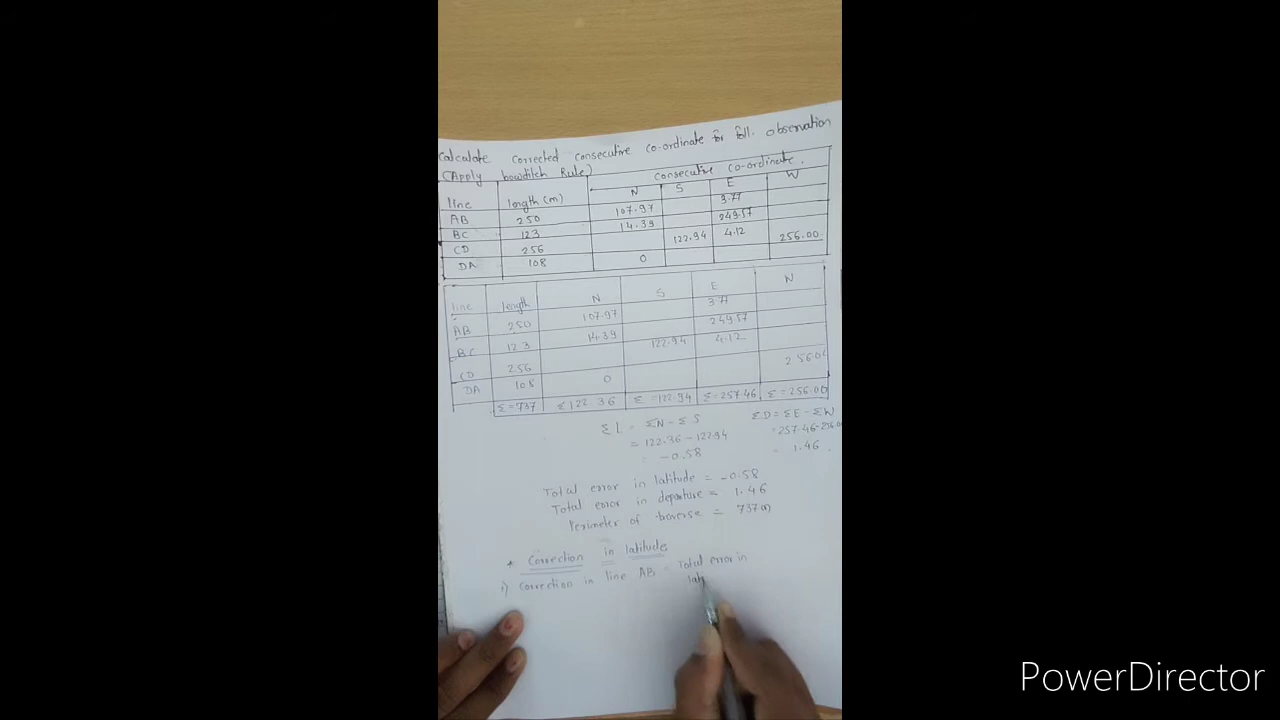 Calculate corrected consecutive co-ordinate for foll. observation
(Apply bowditch Rule)
consecutive co-ordinate.
line length (m) N S E W
AB 250 107.97 3.77
BC 123 14.39 249.57
CD 256 122.94 4.12
DA 108 0 256.00
line length N S E W
AB 250 107.97 3.77
BC 123 14.39 249.57
CD 256 122.94 4.12
DA 108 0 256.00
Σ=737 Σ122.36 Σ=122.94 Σ=257.46 Σ=256.00
ΣL = ΣN - ΣS
= 122.36 - 122.94
= -0.58
ΣD = ΣE - ΣW
= 257.46-256.00
= 1.46
Total error in latitude = -0.58
Total error in departure = 1.46
Perimeter of traverse = 737 m
* Correction in latitude
1) Correction in line AB = Total error in
PowerDirector